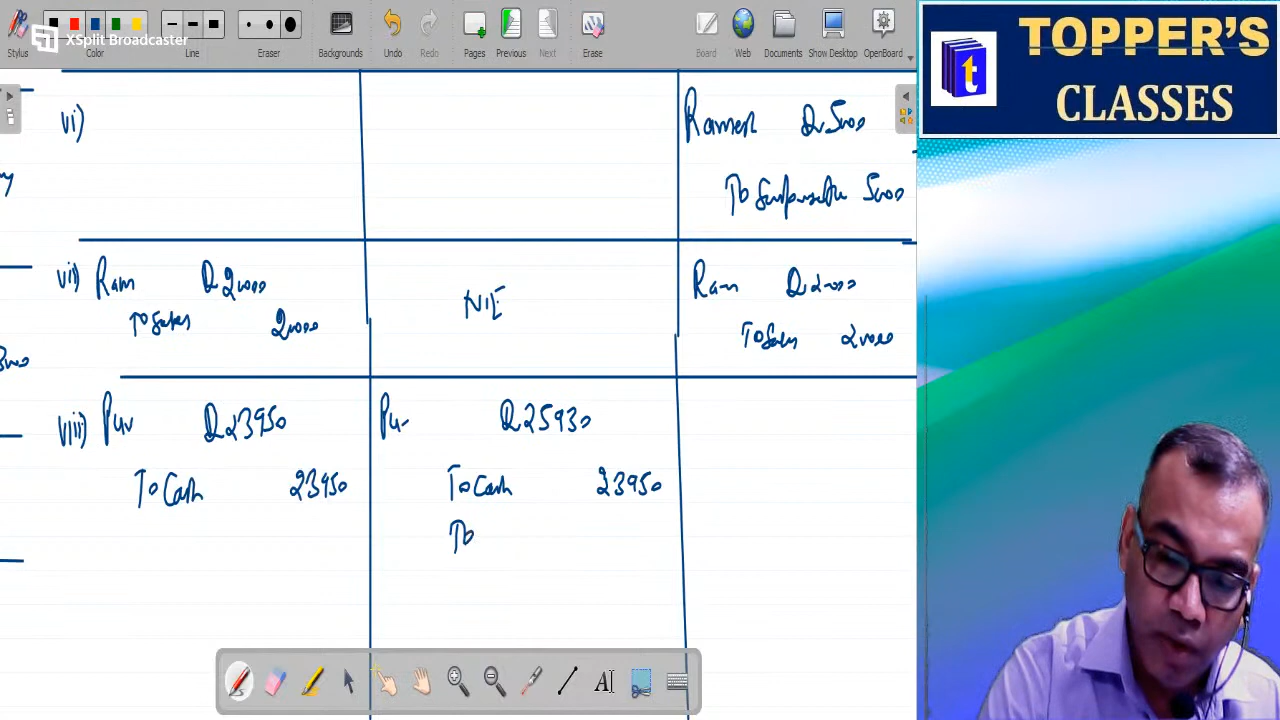 XSplit Broadcaster
Stylus Color Line Eraser Backgrounds Undo Redo Pages Previous Next Erase Board Web Documents Show Desktop OpenBoard
t
TOPPER'S
CLASSES
vi)
Ramesh Dr 5000
To Suspense A/c 5000
vii) Ram Dr 2000
To Sales 2000
NIE
Ram Dr 2000
To Sales 2000
viii) Pur Dr 23950
To Cash 23950
Pur Dr 25930
To Cash 23950
To